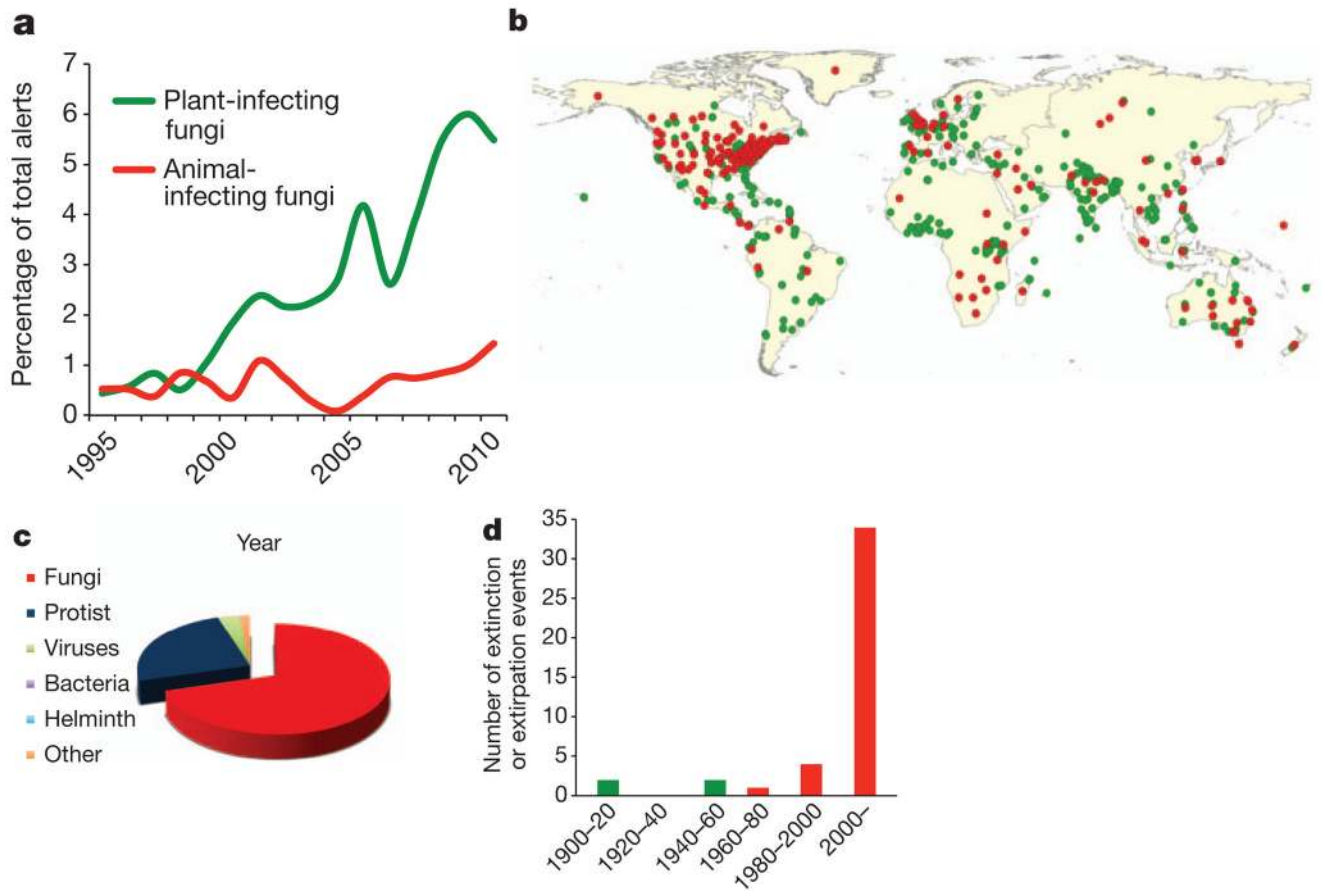 a
7
6
5
4
3
2
1
0
Percentage of total alerts
Plant-infecting
fungi
Animal-
infecting fungi
1995
2000
2005
2010
b
c
Year
Fungi
Protist
Viruses
Bacteria
Helminth
Other
d
35
30
25
20
15
10
5
0
Number of extinction
or extirpation events
1900–20
1920–40
1940–60
1960–80
1980–2000
2000–